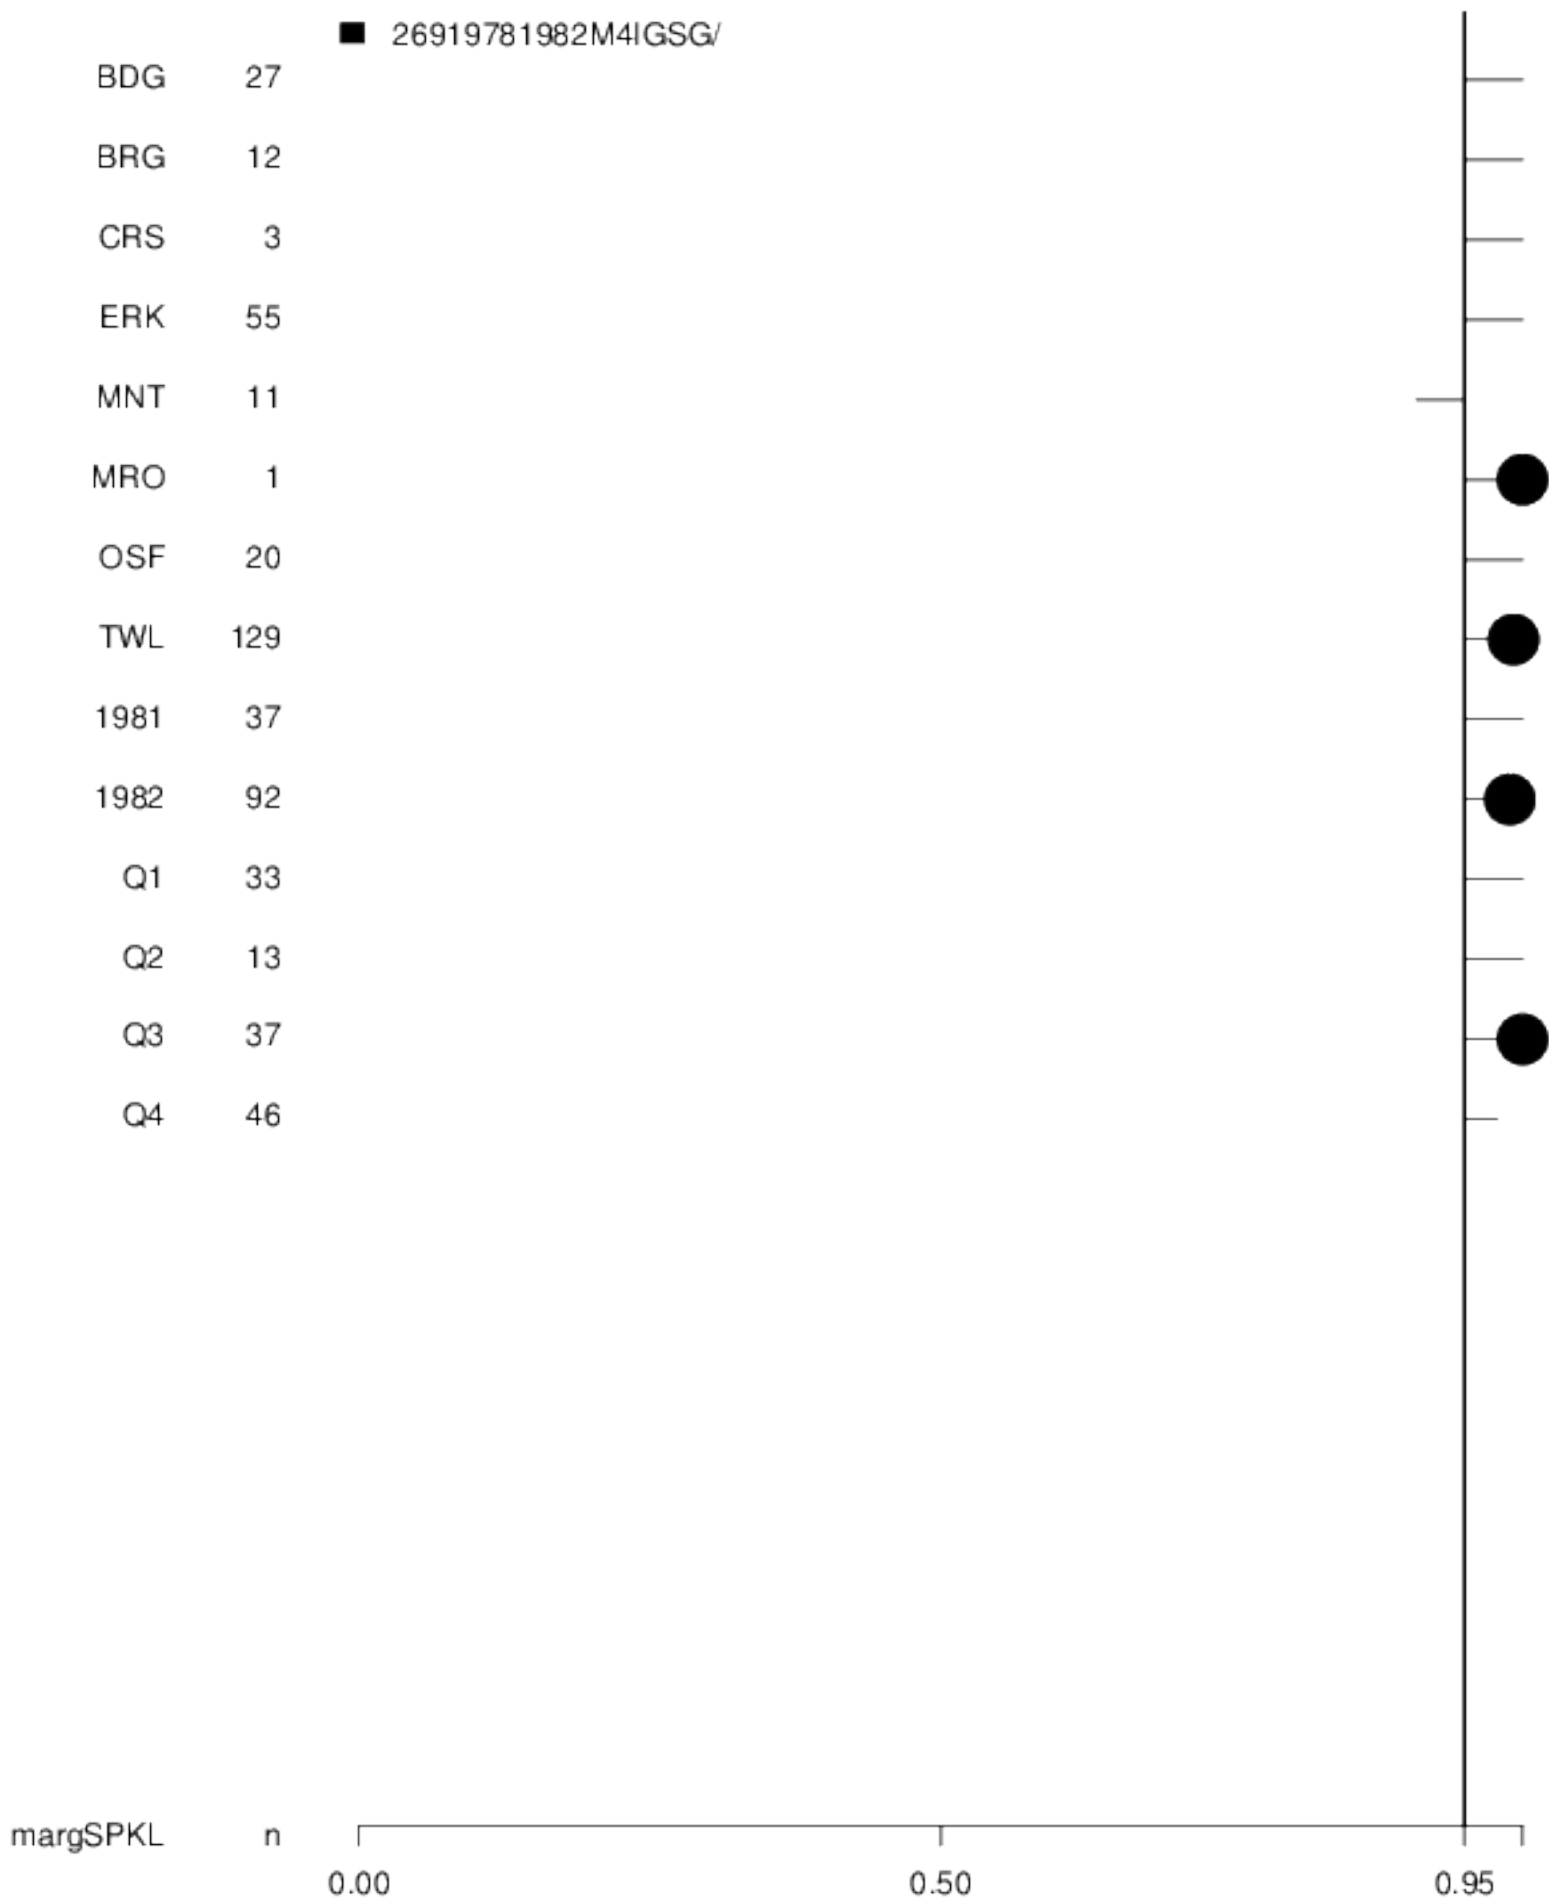 26919781982M4IGSG/
BDG 27
BRG 12
CRS 3
ERK 55
MNT 11
MRO 1
OSF 20
TWL 129
1981 37
1982 92
Q1 33
Q2 13
Q3 37
Q4 46
margSPKL n
0.00 0.50 0.95